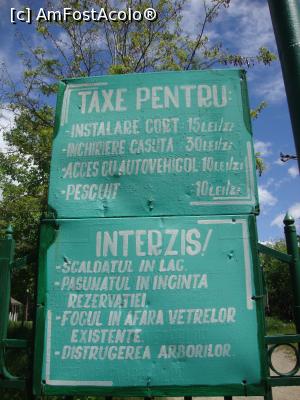 [c] AmFostAcolo®
TAXE PENTRU:
-INSTALARE CORT 15LEI/ZI
-INCHIRIERE CASUTA 30LEI/ZI
-ACCES CU AUTOVEHICOL 10LEI/ZI
-PESCUIT 10LEI/ZI
INTERZIS!
-SCALDATUL IN LAC.
-PASUNATUL IN INGINTA
REZERVATIEI.
-FOCUL IN AFARA VETRELOR
EXISTENTE.
-DISTRUGEREA ARBORILOR.